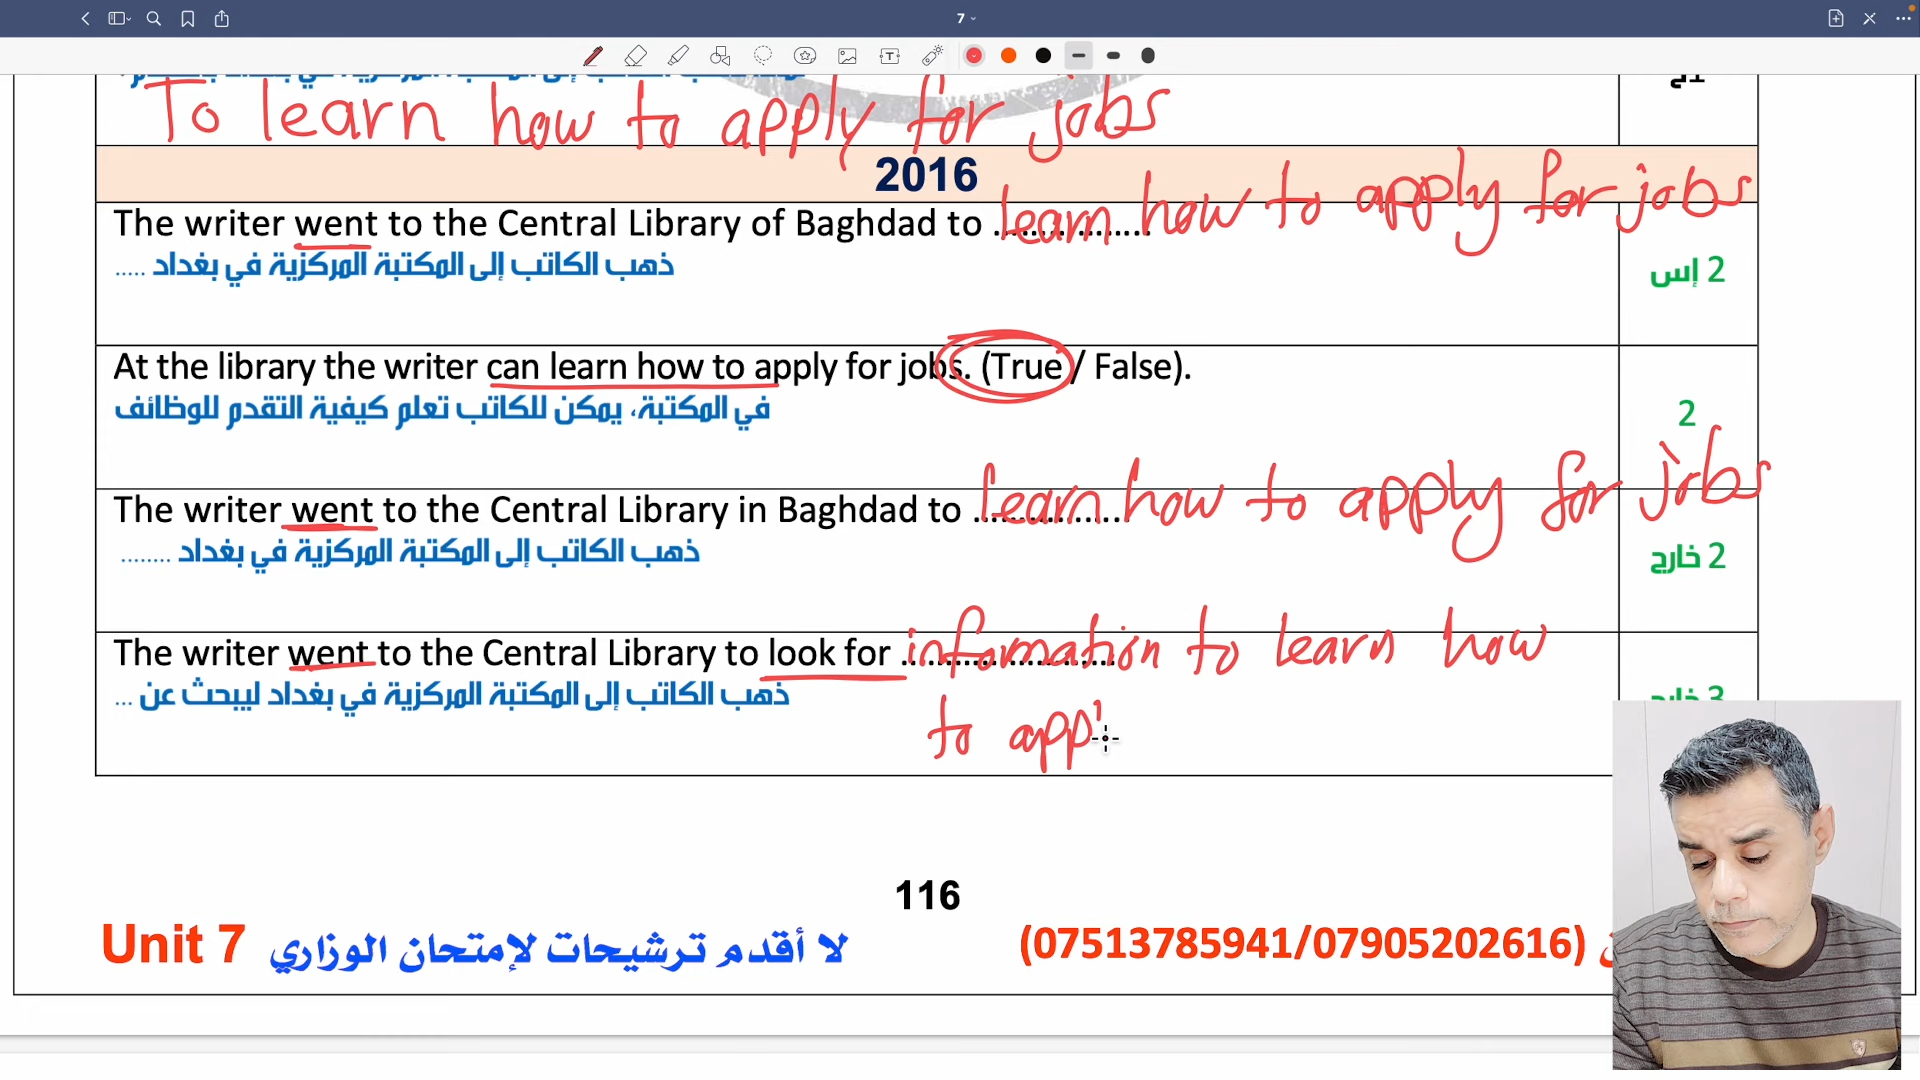 7
To learn how to apply for jobs
2016
The writer went to the Central Library of Baghdad to ................ learn how to apply for jobs
ذهب الكاتب إلى المكتبة المركزية في بغداد .....
2 إس
At the library the writer can learn how to apply for jobs. (True / False).
في المكتبة، يمكن للكاتب تعلم كيفية التقدم للوظائف
2
The writer went to the Central Library in Baghdad to ................ learn how to apply for jobs
ذهب الكاتب إلى المكتبة المركزية في بغداد ........
2 خارج
The writer went to the Central Library to look for ...................... infomation to learn how
ذهب الكاتب إلى المكتبة المركزية في بغداد ليبحث عن ...
3 خارج
to app
116
Unit 7 لا أقدم ترشيحات لإمتحان الوزاري (07513785941/07905202616)